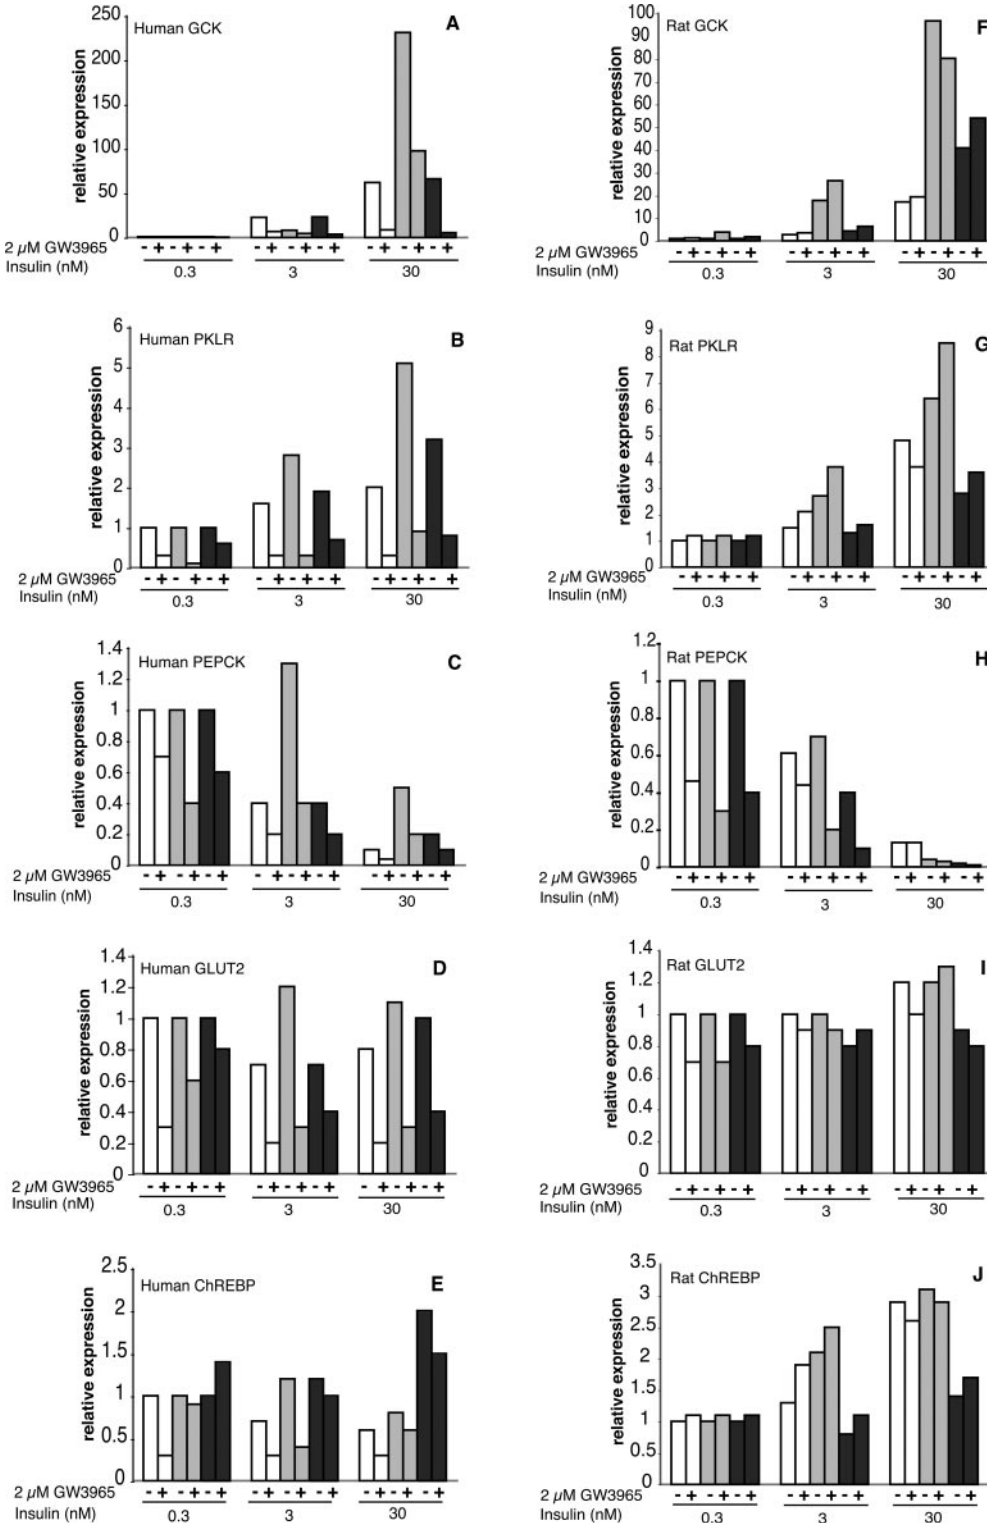 Human GCK
A
relative expression
250
200
150
100
50
0
2 µM GW3965
- + - + - + - + - + - + - + - + - +
Insulin (nM)
0.3 3 30
Rat GCK
F
relative expression
100
90
80
70
60
50
40
30
20
10
0
2 µM GW3965
- + - + - + - + - + - + - + - + - +
Insulin (nM)
0.3 3 30
Human PKLR
B
relative expression
6
5
4
3
2
1
0
2 µM GW3965
- + - + - + - + - + - + - + - + - +
Insulin (nM)
0.3 3 30
Rat PKLR
G
relative expression
9
8
7
6
5
4
3
2
1
0
2 µM GW3965
- + - + - + - + - + - + - + - + - +
Insulin (nM)
0.3 3 30
Human PEPCK
C
relative expression
1.4
1.2
1
0.8
0.6
0.4
0.2
0
2 µM GW3965
- + - + - + - + - + - + - + - + - +
Insulin (nM)
0.3 3 30
Rat PEPCK
H
relative expression
1.2
1
0.8
0.6
0.4
0.2
0
2 µM GW3965
- + - + - + - + - + - + - + - + - +
Insulin (nM)
0.3 3 30
Human GLUT2
D
relative expression
1.4
1.2
1
0.8
0.6
0.4
0.2
0
2 µM GW3965
- + - + - + - + - + - + - + - + - +
Insulin (nM)
0.3 3 30
Rat GLUT2
I
relative expression
1.4
1.2
1
0.8
0.6
0.4
0.2
0
2 µM GW3965
- + - + - + - + - + - + - + - + - +
Insulin (nM)
0.3 3 30
Human ChREBP
E
relative expression
2.5
2
1.5
1
0.5
0
2 µM GW3965
- + - + - + - + - + - + - + - + - +
Insulin (nM)
0.3 3 30
Rat ChREBP
J
relative expression
3.5
3
2.5
2
1.5
1
0.5
0
2 µM GW3965
- + - + - + - + - + - + - + - + - +
Insulin (nM)
0.3 3 30